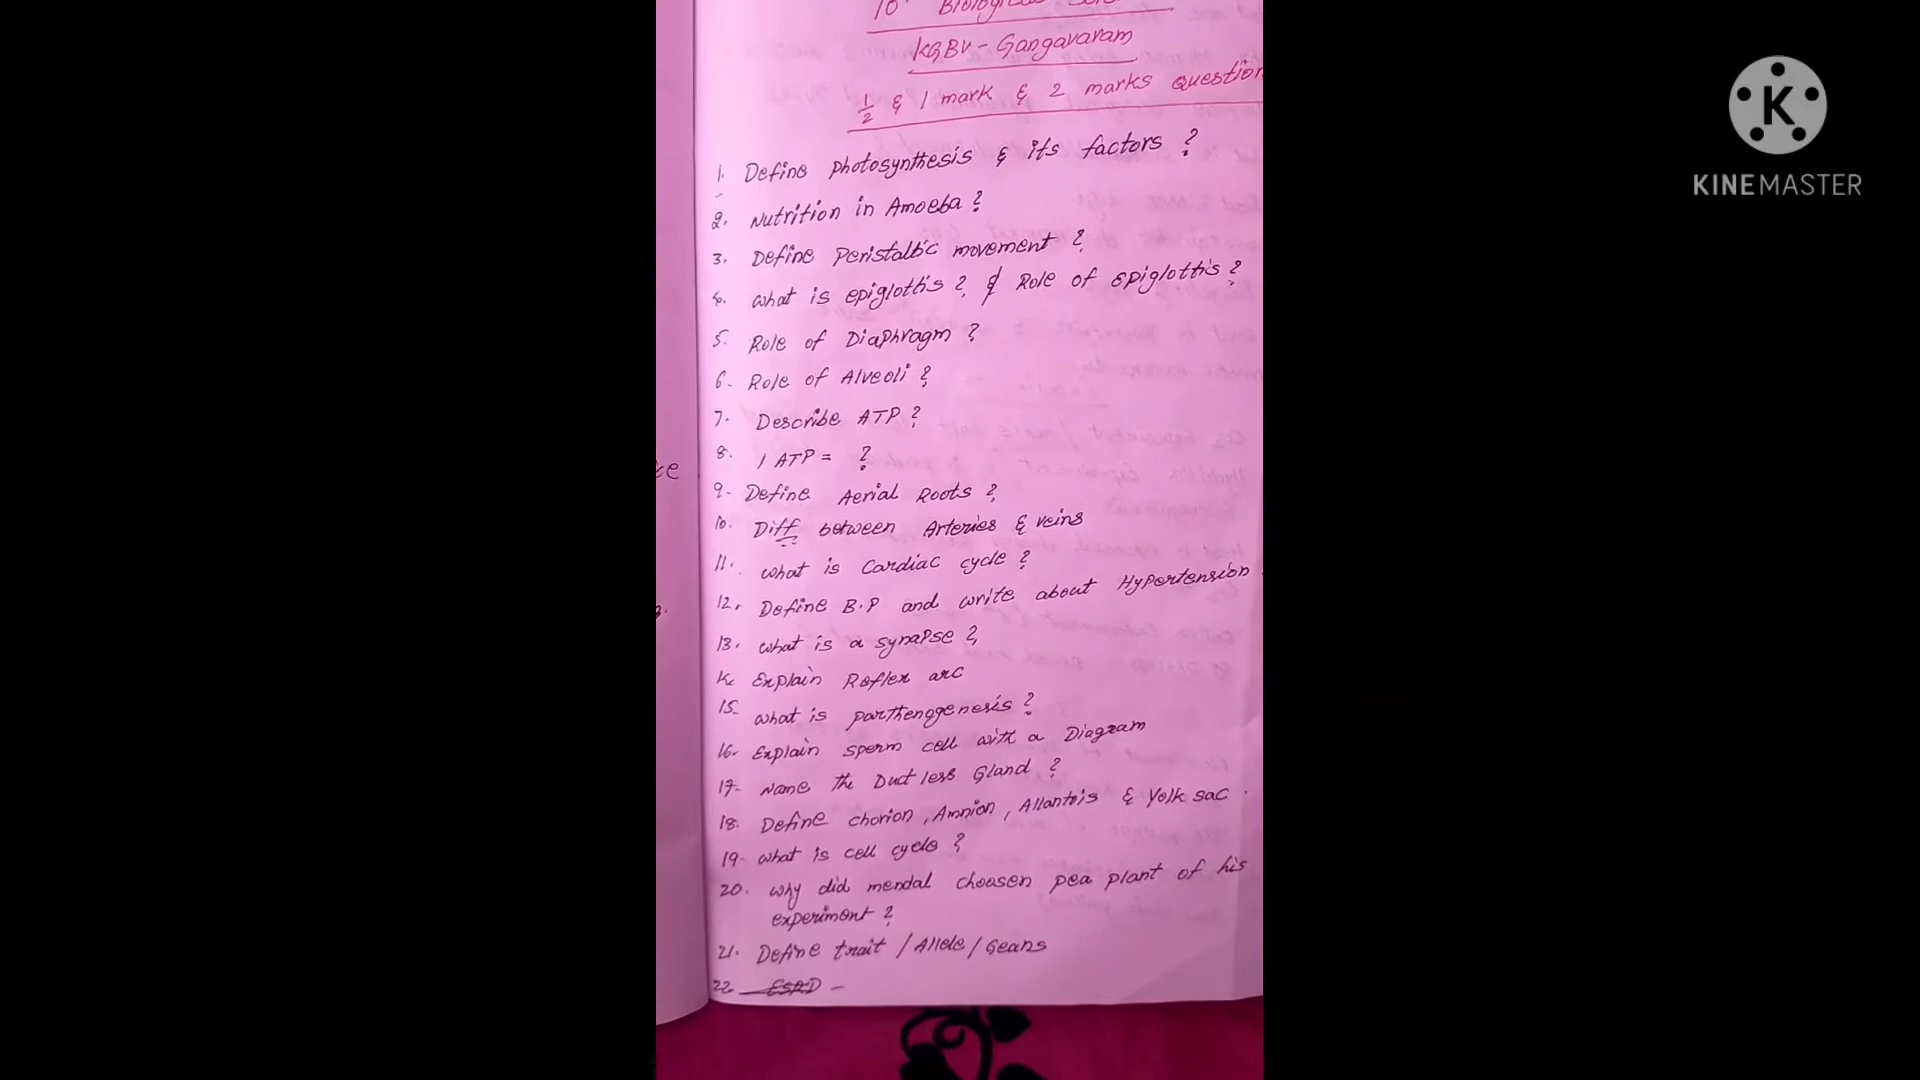 10 Biological
KGBV - Gangavaram
1/2 & 1 mark & 2 marks Question
1. Define photosynthesis & its factors ?
2. Nutrition in Amoeba ?
3. Define Peristaltic movement ?
4. what is epiglottis ? & Role of epiglottis ?
5. Role of Diaphragm ?
6. Role of Alveoli ?
7. Describe ATP ?
8. 1 ATP = ?
9. Define Aerial Roots ?
10. Diff between Arteries & veins
11. what is Cardiac cycle ?
12. Define B.P and write about Hypertension
13. what is a synapse ?
14. Explain Reflex arc
15. what is parthenogenesis ?
16. Explain sperm cell with a Diagram
17. Name the Duct less Gland ?
18. Define chorion, Amnion, Allantois & Yolk sac.
19. what is cell cycle ?
20. why did mendal choosen pea plant of his
experiment ?
21. Define trait / Allele / Geans
22.
KINEMASTER